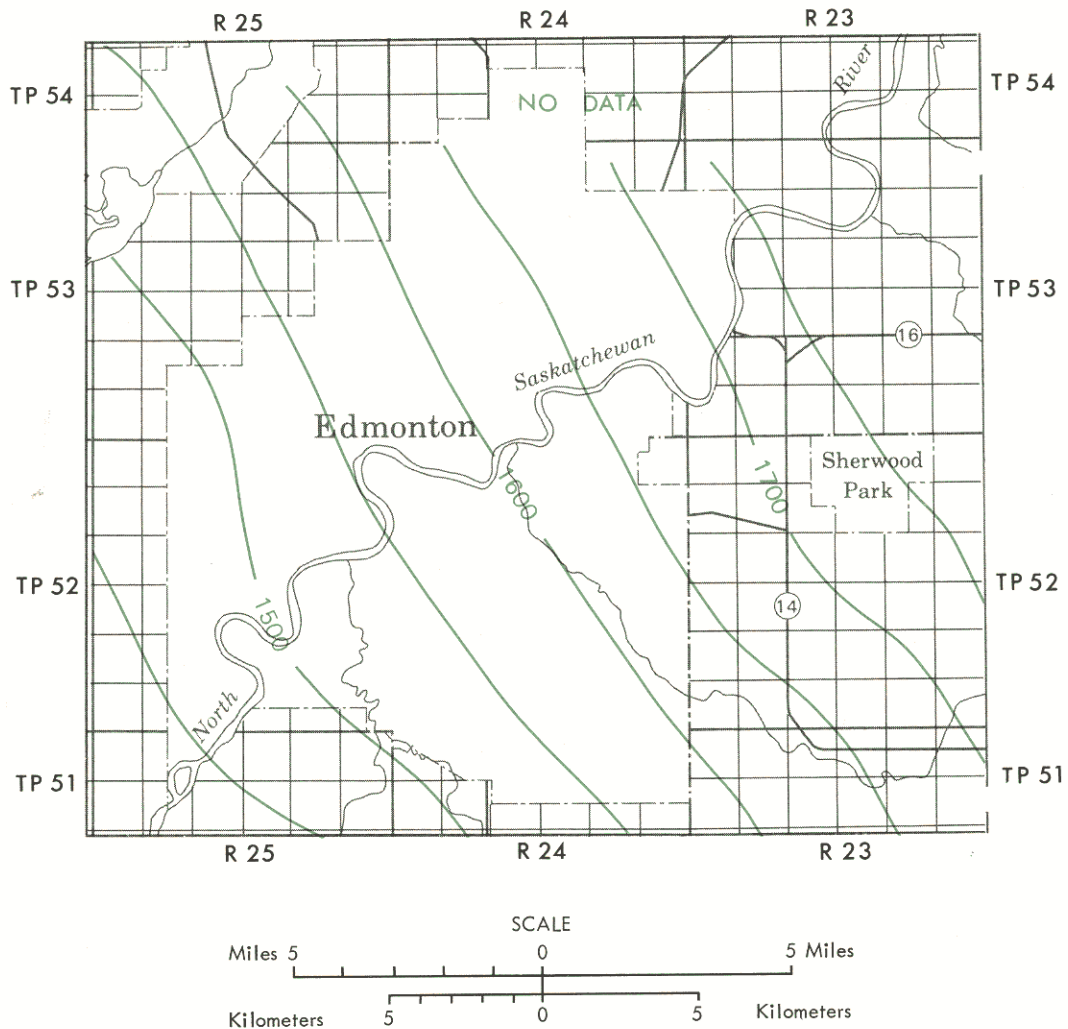 R 25 R 24 R 23
TP 54 TP 54
NO DATA
River
TP 53 TP 53
16
Saskatchewan
Edmonton
Sherwood
Park
1600
1700
TP 52 TP 52
1500
14
North
TP 51 TP 51
R 25 R 24 R 23
SCALE
Miles 5 0 5 Miles
Kilometers 5 0 5 Kilometers